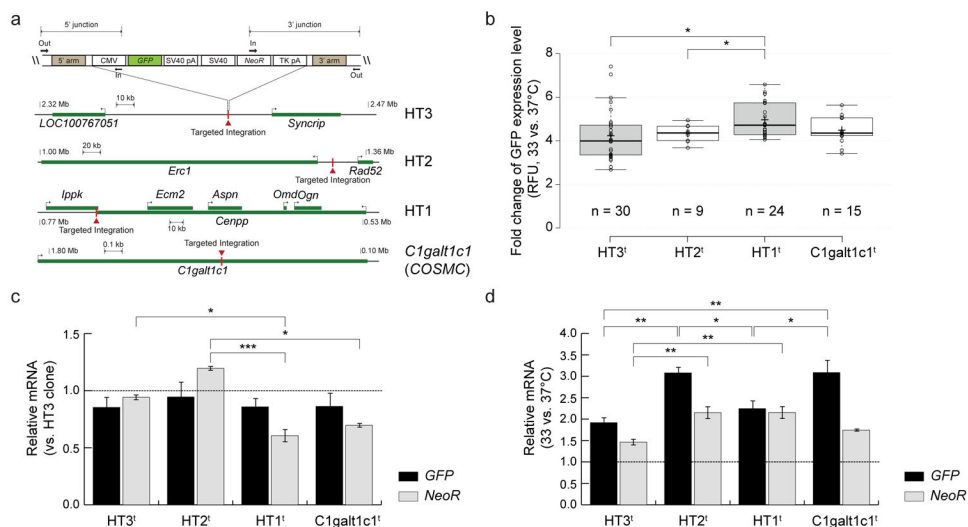 a
5' junction
3' junction
Out
In
5' arm
CMV
GFP
SV40 pA
SV40
NeoR
TK pA
3' arm
In
Out
2.32 Mb
10 kb
2.47 Mb
HT3
LOC100767051
Syncrip
Targeted Integration
1.00 Mb
20 kb
1.36 Mb
HT2
Erc1
Rad52
Targeted Integration
Ippk
Ecm2
Aspn
Omd
Ogn
HT1
0.77 Mb
10 kb
Cenpp
0.53 Mb
Targeted Integration
Targeted Integration
1.80 Mb
0.1 kb
0.10 Mb
C1galt1c1
C1galt1c1
(COSMC)
b
Fold change of GFP expression level
(RFU, 33 vs. 37°C)
8
6
4
2
0
*
*
n = 30
n = 9
n = 24
n = 15
HT3ᵗ
HT2ᵗ
HT1ᵗ
C1galt1c1ᵗ
c
Relative mRNA
(vs. HT3 clone)
1.5
1.0
0.5
0.0
*
*
***
HT3ᵗ
HT2ᵗ
HT1ᵗ
C1galt1c1ᵗ
GFP
NeoR
d
Relative mRNA
(33 vs. 37°C)
4.0
3.5
3.0
2.5
2.0
1.5
1.0
0.5
0.0
**
**
*
*
**
**
HT3ᵗ
HT2ᵗ
HT1ᵗ
C1galt1c1ᵗ
GFP
NeoR